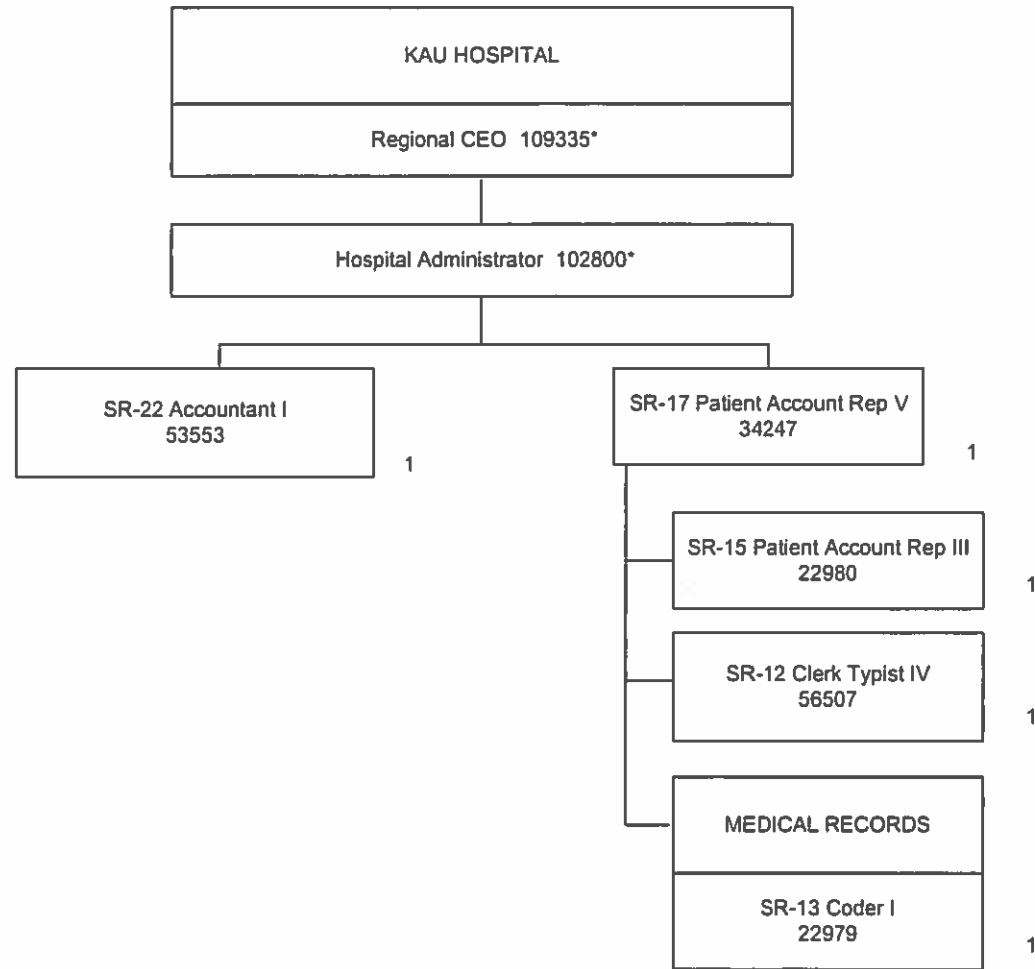 KAU HOSPITAL
Regional CEO 109335*
Hospital Administrator 102800*
SR-22 Accountant I
53553
1
SR-17 Patient Account Rep V
34247
1
SR-15 Patient Account Rep III
22980
1
SR-12 Clerk Typist IV
56507
1
MEDICAL RECORDS
SR-13 Coder I
22979
1